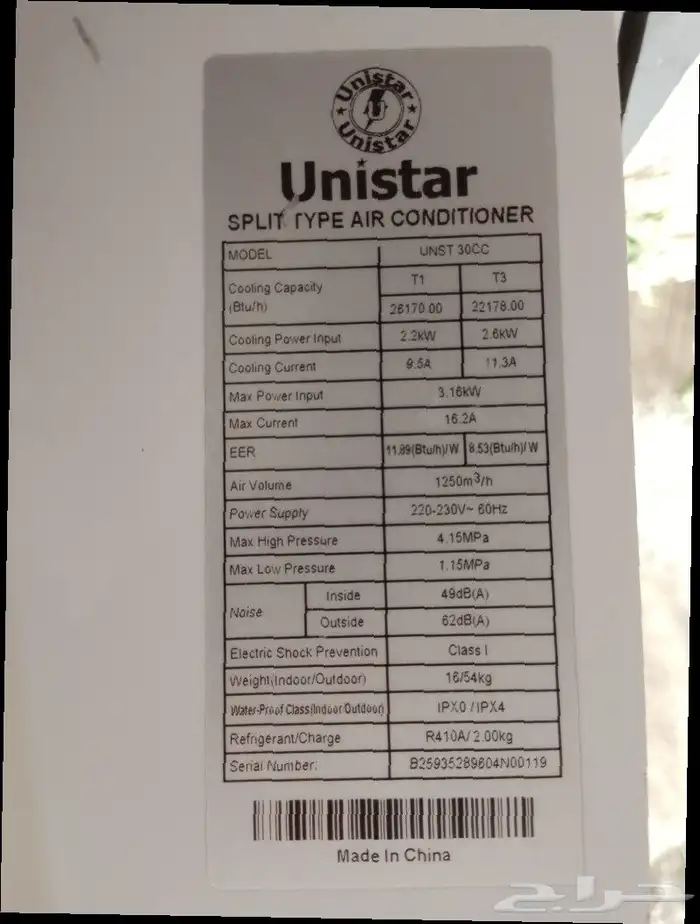 Unistar
Unistar
Unistar
SPLIT TYPE AIR CONDITIONER
MODEL UNST 30CC
Cooling Capacity (Btu/h) T1 T3
26170.00 22178.00
Cooling Power Input 2.2kW 2.6kW
Cooling Current 9.5A 11.3A
Max Power Input 3.16kW
Max Current 16.2A
EER 11.89(Btu/h)/W 8.53(Btu/h)/W
Air Volume 1250m³/h
Power Supply 220-230V~ 60Hz
Max High Pressure 4.15MPa
Max Low Pressure 1.15MPa
Noise Inside 49dB(A)
Outside 62dB(A)
Electric Shock Prevention Class I
Weight(Indoor/Outdoor) 16/54kg
Water-Proof Class(Indoor/Outdoor) IPX0/IPX4
Refrigerant/Charge R410A/2.00kg
Serial Number: B25935289604N00119
Made In China
حراج